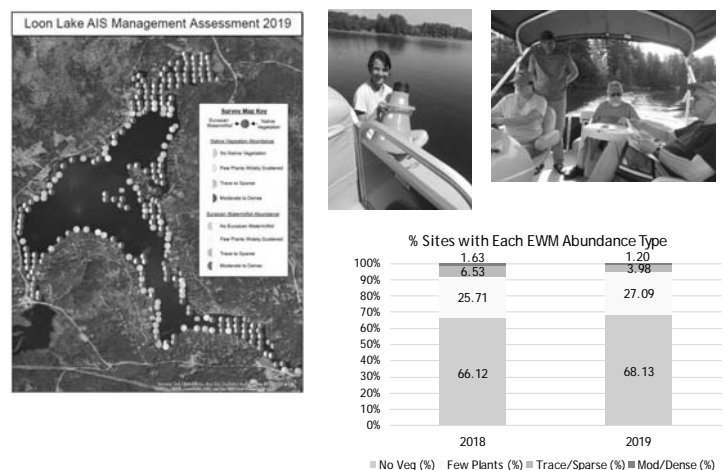 Loon Lake AIS Management Assessment 2019
Survey Map Key
Eurasian
Watermilfoil
Native
Vegetation
Native Vegetation Abundance
No Native Vegetation
Few Plants Widely Scattered
Trace to Sparse
Moderate to Dense
Eurasian Watermilfoil Abundance
No Eurasian Watermilfoil
Few Plants Widely Scattered
Trace to Sparse
Moderate to Dense
% Sites with Each EWM Abundance Type
100%
90%
80%
70%
60%
50%
40%
30%
20%
10%
0%
1.63
6.53
25.71
66.12
1.20
3.98
27.09
68.13
2018
2019
No Veg (%) Few Plants (%) Trace/Sparse (%) Mod/Dense (%)